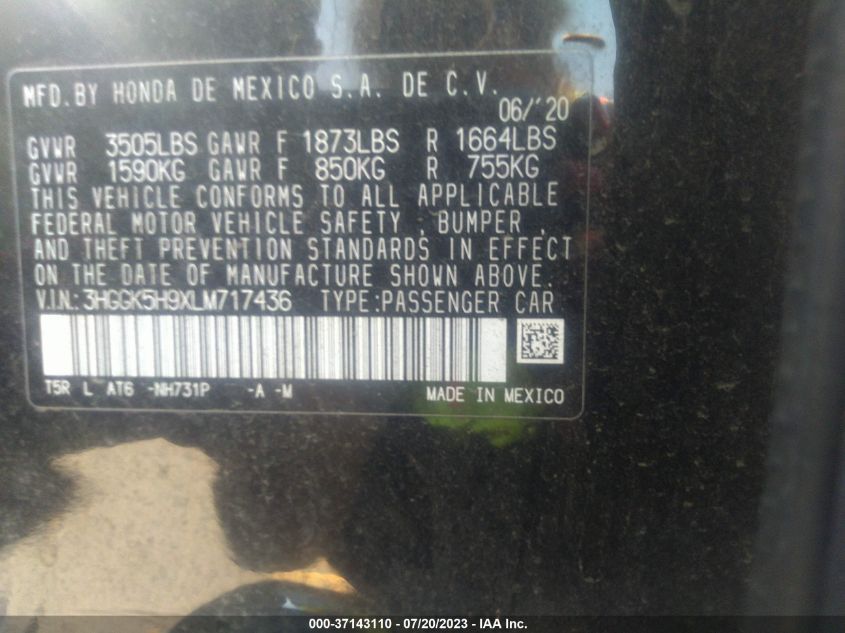 MFD.BY HONDA DE MEXICO S.A. DE C.V.
06/'20
GVWR 3505LBS GAWR F 1873LBS R 1664LBS
GVWR 1590KG GAWR F 850KG R 755KG
THIS VEHICLE CONFORMS TO ALL APPLICABLE
FEDERAL MOTOR VEHICLE SAFETY , BUMPER ,
AND THEFT PREVENTION STANDARDS IN EFFECT
ON THE DATE OF MANUFACTURE SHOWN ABOVE.
V.I.N.: 3HGGK5H9XLM717436 TYPE:PASSENGER CAR
T5R L AT6 -NH731P -A -M MADE IN MEXICO
000-37143110 / 07/20/2023 - IAA Inc.